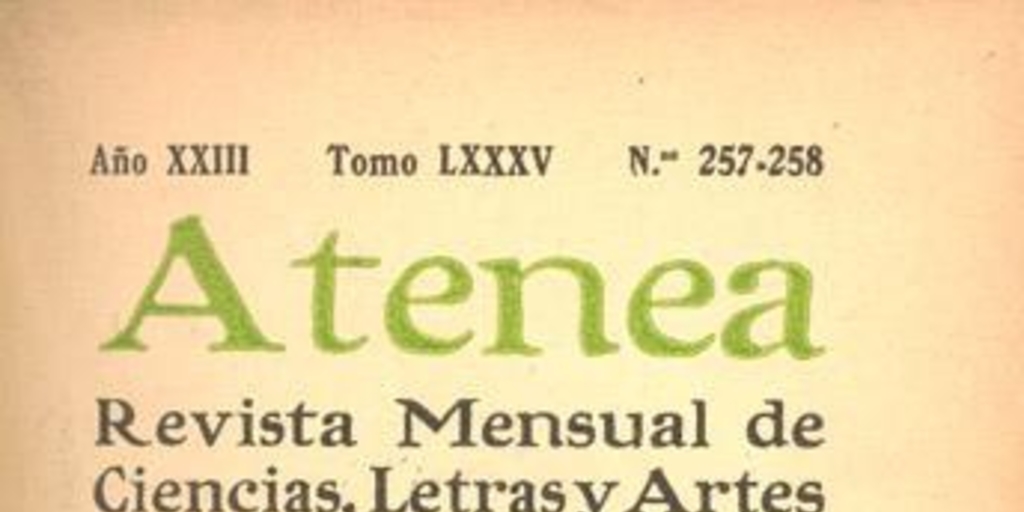 Año XXIII Tomo LXXXV N.os 257-258
Atenea
Revista Mensual de
Ciencias, Letras y Artes